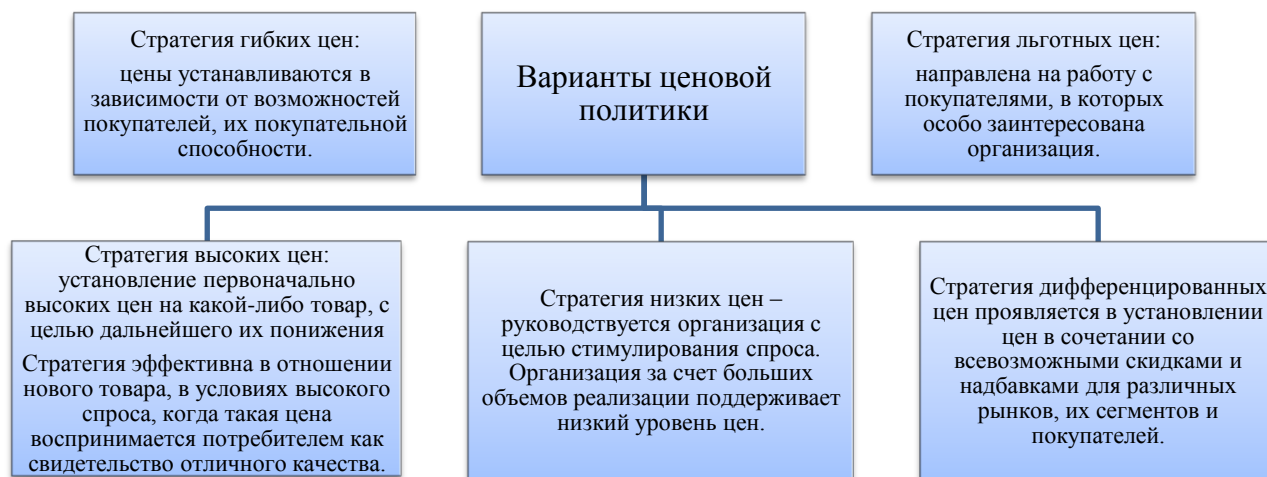 Стратегия гибких цен:
цены устанавливаются в
зависимости от возможностей
покупателей, их покупательной
способности.
Варианты ценовой
политики
Стратегия льготных цен:
направлена на работу с
покупателями, в которых
особо заинтересована
организация.
Стратегия высоких цен:
установление первоначально
высоких цен на какой-либо товар, с
целью дальнейшего их понижения
Стратегия эффективна в отношении
нового товара, в условиях высокого
спроса, когда такая цена
воспринимается потребителем как
свидетельство отличного качества.
Стратегия низких цен –
руководствуется организация с
целью стимулирования спроса.
Организация за счет больших
объемов реализации поддерживает
низкий уровень цен.
Стратегия дифференцированных
цен проявляется в установлении
цен в сочетании со
всевозможными скидками и
надбавками для различных
рынков, их сегментов и
покупателей.